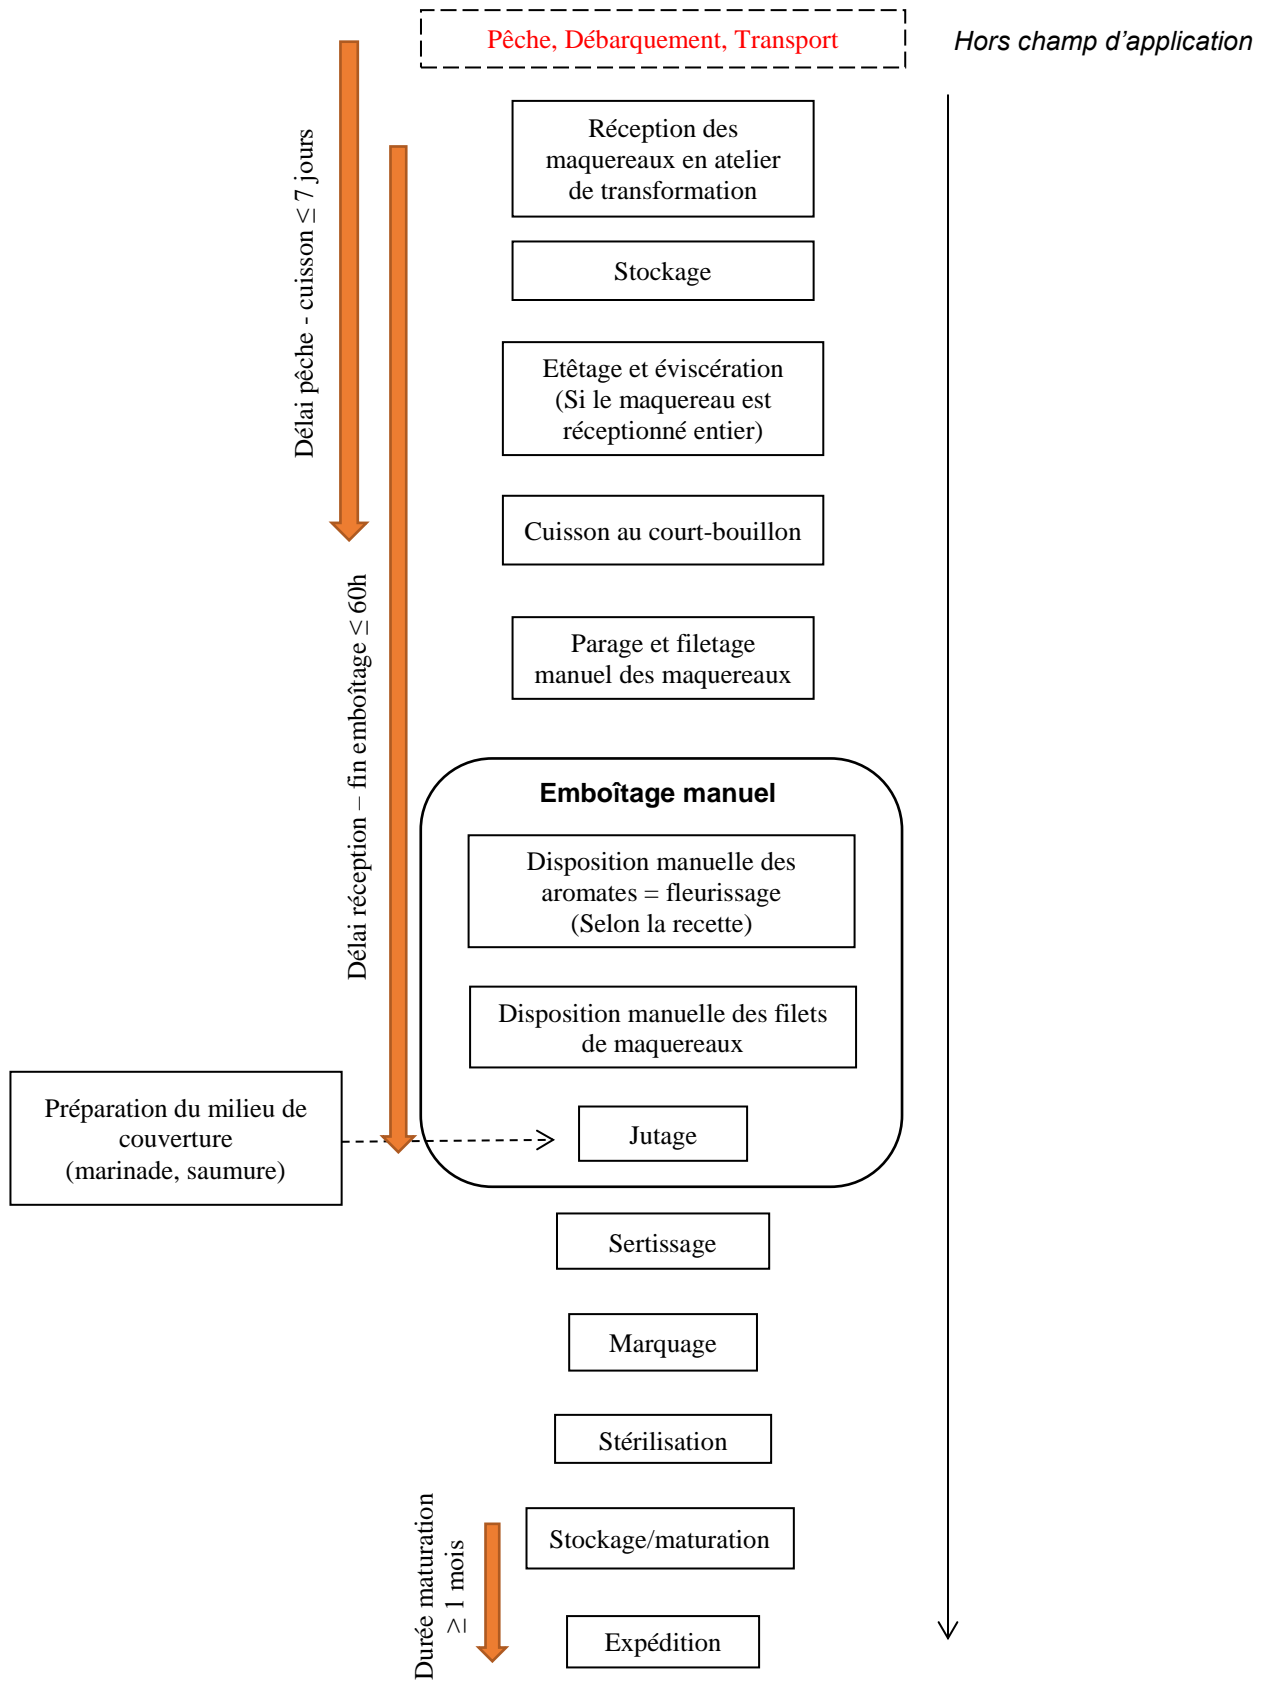 Pêche, Débarquement, Transport
Hors champ d’application
Délai pêche - cuisson ≤ 7 jours
Réception des
maquereaux en atelier
de transformation
Stockage
Etêtage et éviscération
(Si le maquereau est
réceptionné entier)
Cuisson au court-bouillon
Délai réception – fin emboîtage ≤ 60h
Parage et filetage
manuel des maquereaux
Emboîtage manuel
Disposition manuelle des
aromates = fleurissage
(Selon la recette)
Disposition manuelle des filets
de maquereaux
Préparation du milieu de
couverture
(marinade, saumure)
Jutage
Sertissage
Marquage
Stérilisation
Durée maturation
≥ 1 mois
Stockage/maturation
Expédition